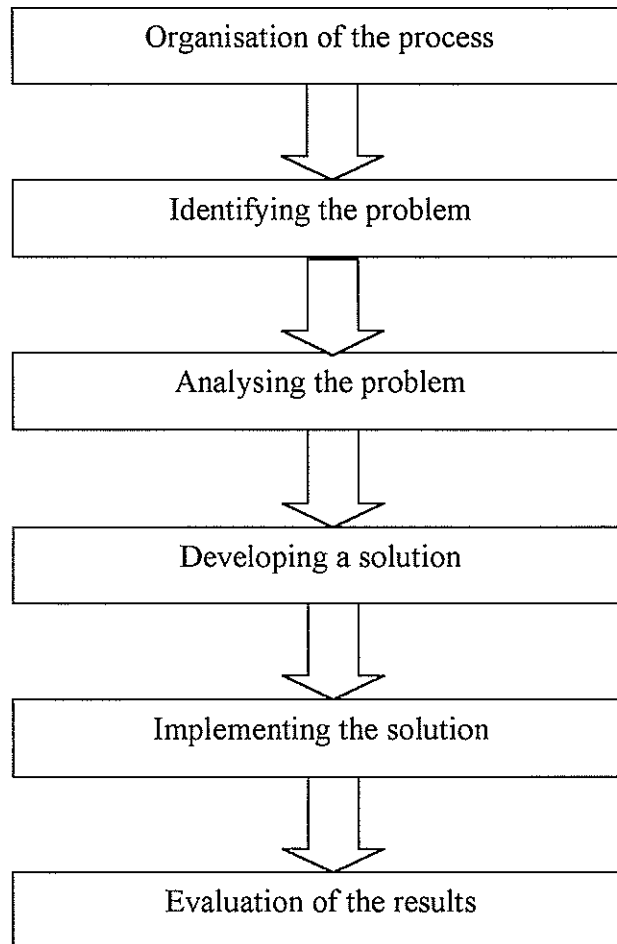 Organisation of the process
Identifying the problem
Analysing the problem
Developing a solution
Implementing the solution
Evaluation of the results